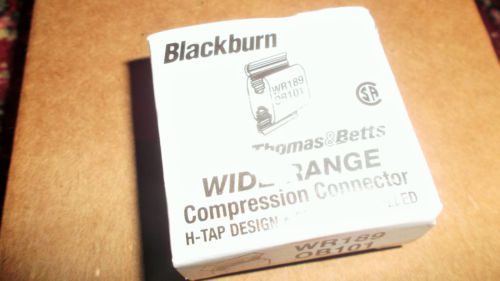 Blackburn
WR189
OB101
Thomas&Betts
WIDE RANGE
Compression Connector
H-TAP DESIGN
WR189
OB101